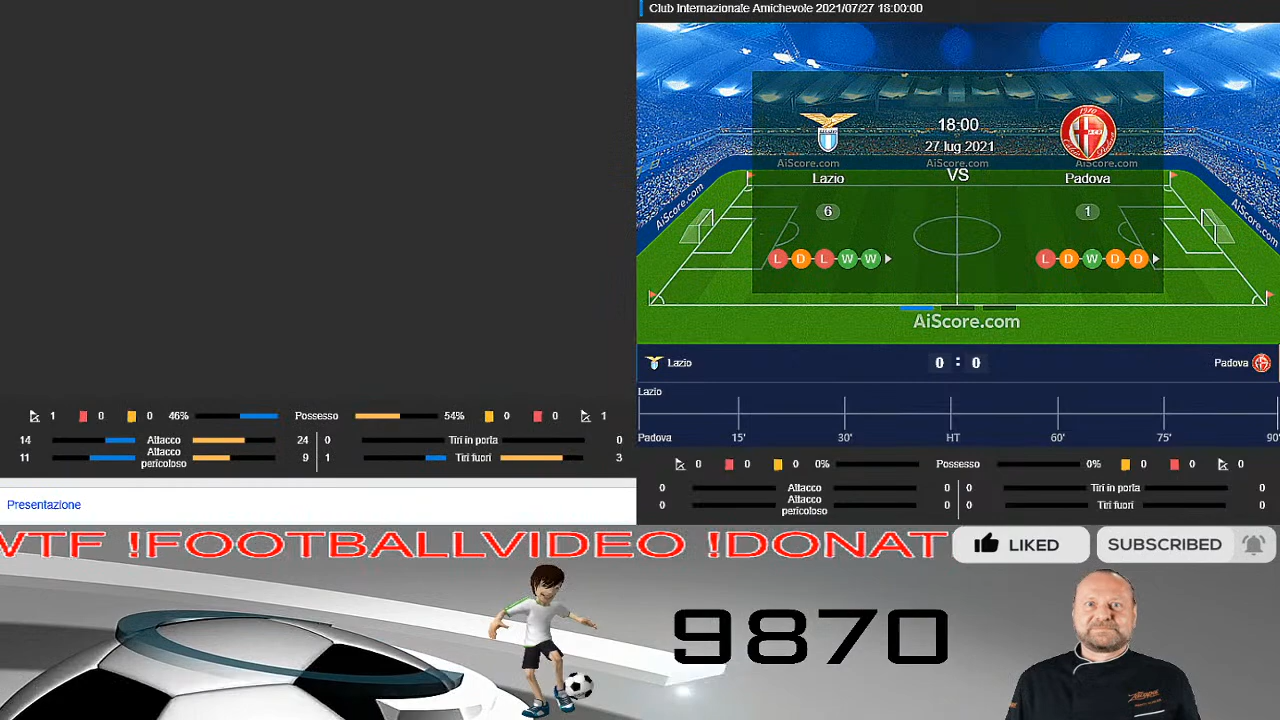 Club Internazionale Amichevole 2021/07/27 18:00:00
18:00
27 lug 2021
AiScore.com AiScore.com AiScore.com
Lazio VS Padova
6 1
L D L W W L D W D D
AiScore.com
AiScore.com
AiScore.com
Lazio 0 : 0 Padova
Lazio
Padova 15' 30' HT 60' 75' 90'
1 0 0 46% Possesso 54% 0 0 1
14 Attacco 24 0 Tiri in porta 0
11 Attacco pericoloso 9 1 Tiri fuori 3
0 0 0 0% Possesso 0% 0 0 0
0 Attacco 0 0 Tiri in porta 0
0 Attacco pericoloso 0 0 Tiri fuori 0
Presentazione
WTF !FOOTBALLVIDEO !DONAT
LIKED SUBSCRIBED
9870